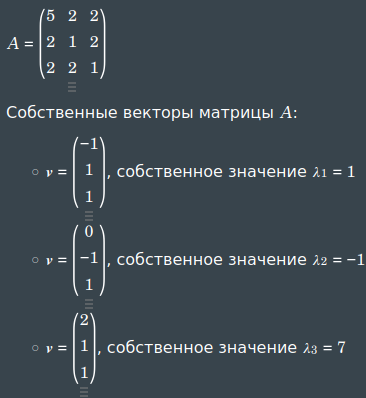 A = (5 2 2
2 1 2
2 2 1)
Собственные векторы матрицы A:
v = (−1
1
1), собственное значение λ1 = 1
v = (0
−1
1), собственное значение λ2 = −1
v = (2
1
1), собственное значение λ3 = 7